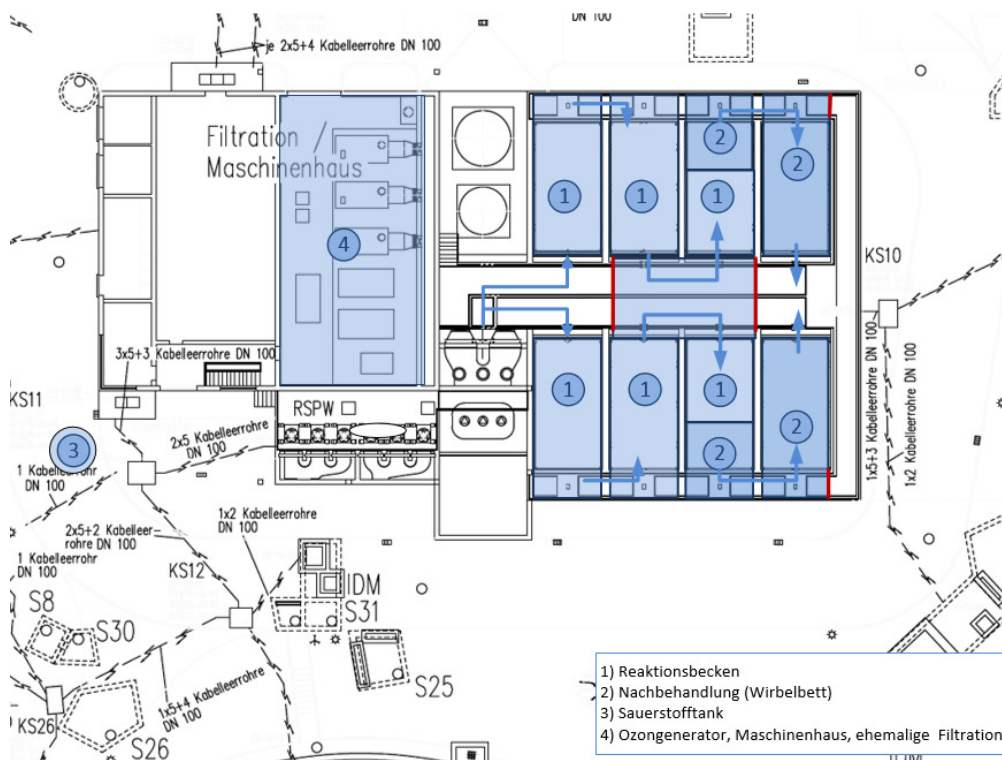 DN 100
je 2x5+4 Kabelleerrohre DN 100
Filtration /
Maschinenhaus
2
1
1
1
2
4
KS10
3x5+3 Kabelleerrohre DN 100
KS11
1
1
1
2
2
RSPW
3
2x5 Kabelleerrohre
DN 100
1 Kabelleerrohr
DN 100
1x5+3 Kabelleerrohre DN 100
1x2 Kabelleerrohre DN 100
2x5+2 Kabelleer-
rohre DN 100
1 Kabelleerrohr
DN 100
1x2 Kabelleerrohre
DN 100
KS12
IDM
S31
S8
S30
S25
1x5+4 Kabelleerrohre
DN 100
KS26
S26
1) Reaktionsbecken
2) Nachbehandlung (Wirbelbett)
3) Sauerstofftank
4) Ozongenerator, Maschinenhaus, ehemalige Filtration